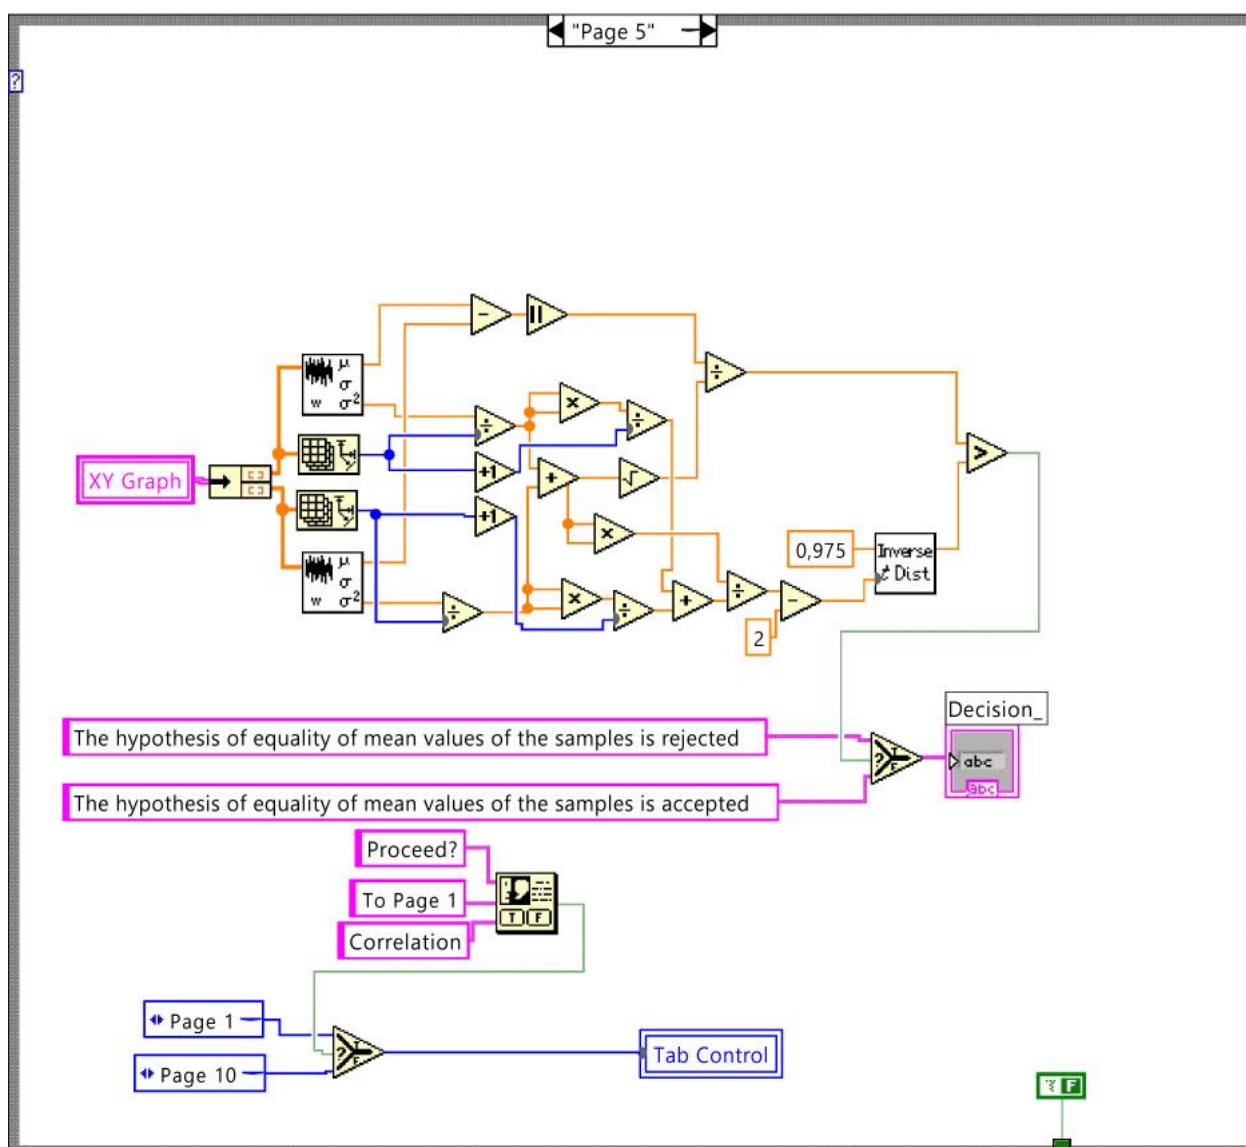 "Page 5"
?
μ
σ
w σ²
- || ÷
× ÷
÷
XY Graph
+1 + √
>
+1
× 0,975 Inverse
t Dist
μ
σ
w σ²
÷ × ÷ + ÷ -
2
Decision_
The hypothesis of equality of mean values of the samples is rejected
? T F
abc
abc
The hypothesis of equality of mean values of the samples is accepted
Proceed?
To Page 1
T F
Correlation
Page 1
? T F
Tab Control
Page 10
F